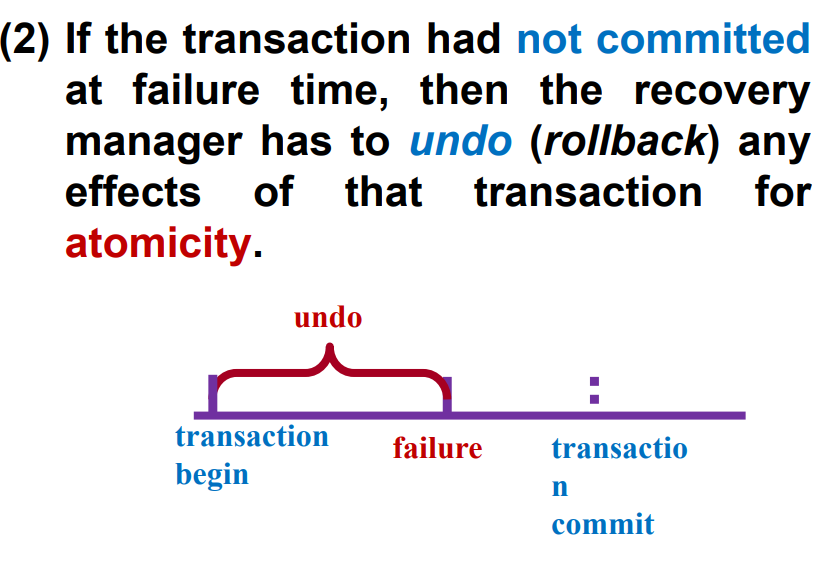 (2) If the transaction had not committed
at failure time, then the recovery
manager has to undo (rollback) any
effects of that transaction for
atomicity.
undo
transaction
begin
failure
transactio
n
commit